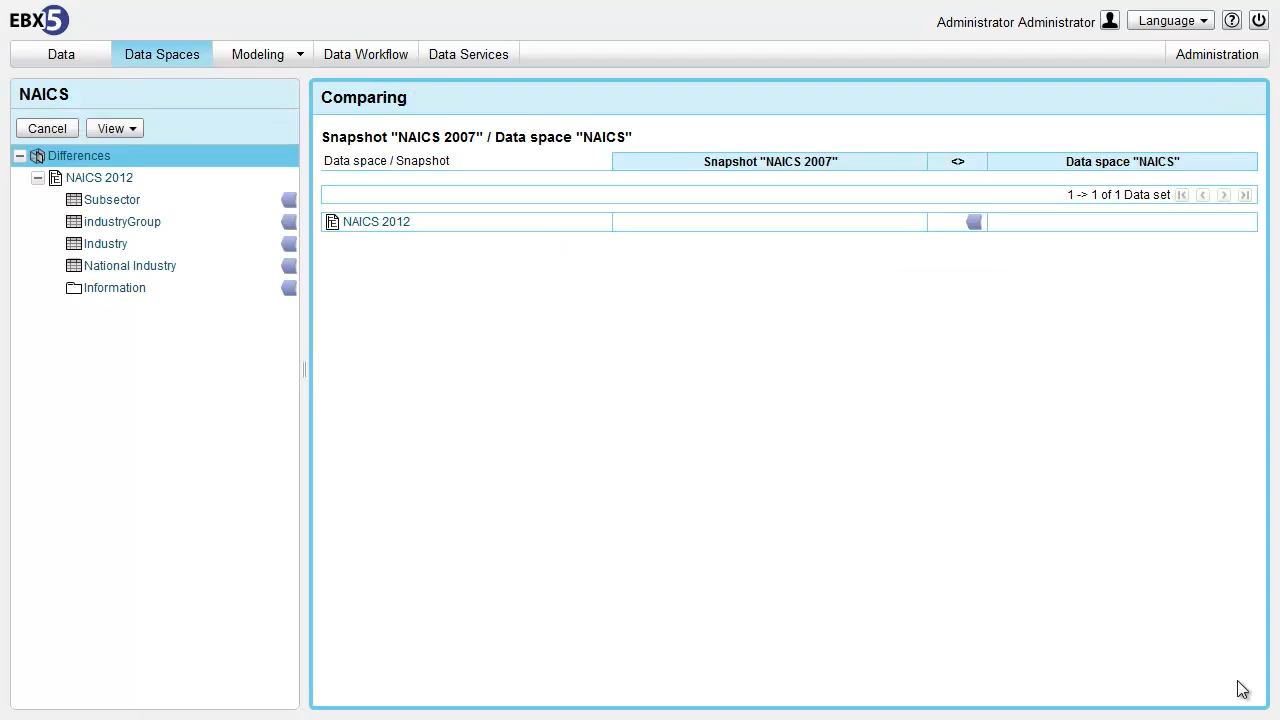 EBX5
Administrator Administrator
Language
?
Data
Data Spaces
Modeling
Data Workflow
Data Services
Administration
NAICS
Cancel
View
Differences
NAICS 2012
Subsector
industryGroup
Industry
National Industry
Information
Comparing
Snapshot "NAICS 2007" / Data space "NAICS"
Data space / Snapshot
Snapshot "NAICS 2007"
<>
Data space "NAICS"
1 -> 1 of 1 Data set
NAICS 2012